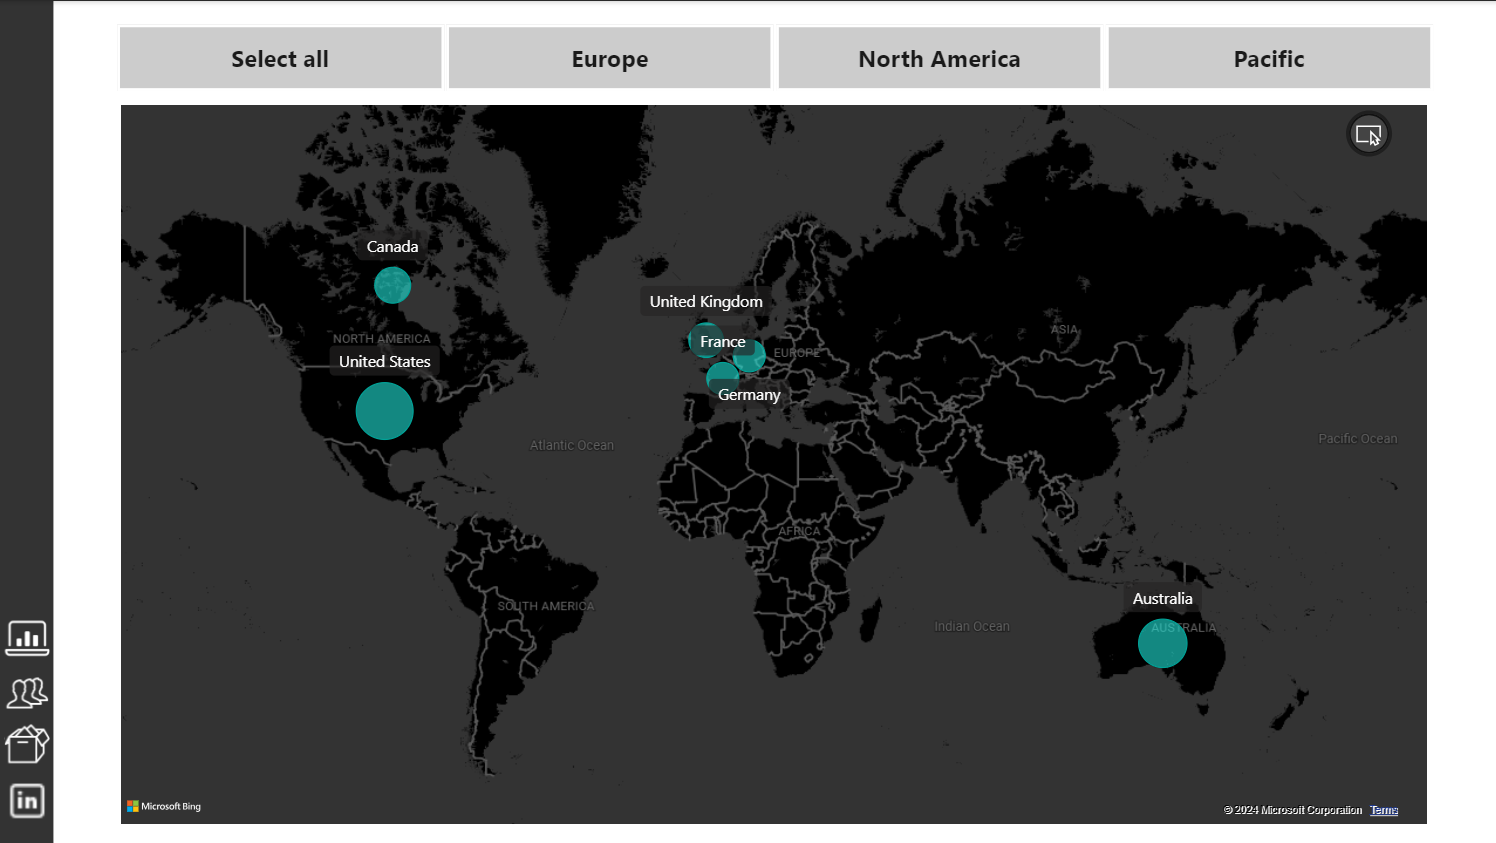 Select all
Europe
North America
Pacific
Canada
United Kingdom
NORTH AMERICA
ASIA
France
EUROPE
United States
Germany
Atlantic Ocean
Pacific Ocean
AFRICA
Australia
SOUTH AMERICA
Indian Ocean
AUSTRALIA
in
Microsoft Bing
© 2024 Microsoft Corporation Terms